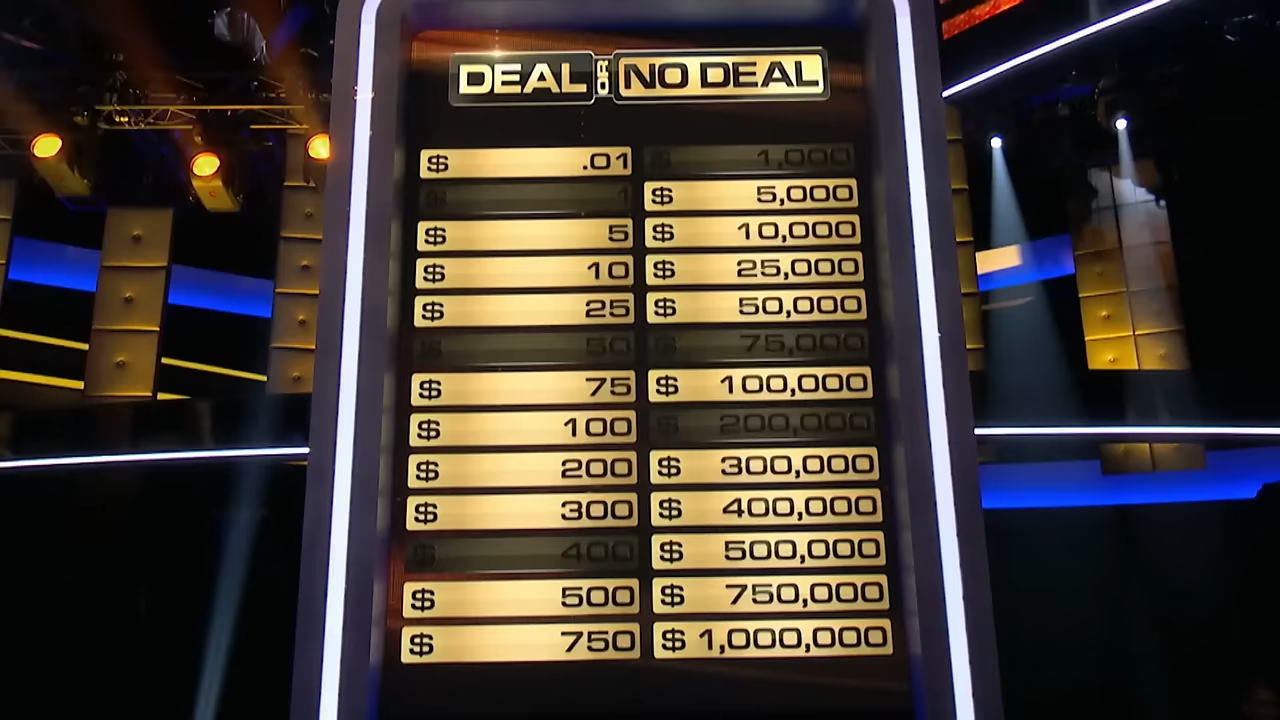 DEAL OR NO DEAL
$ .01 $ 1,000
$ 1 $ 5,000
$ 5 $ 10,000
$ 10 $ 25,000
$ 25 $ 50,000
$ 50 $ 75,000
$ 75 $ 100,000
$ 100 $ 200,000
$ 200 $ 300,000
$ 300 $ 400,000
$ 400 $ 500,000
$ 500 $ 750,000
$ 750 $ 1,000,000